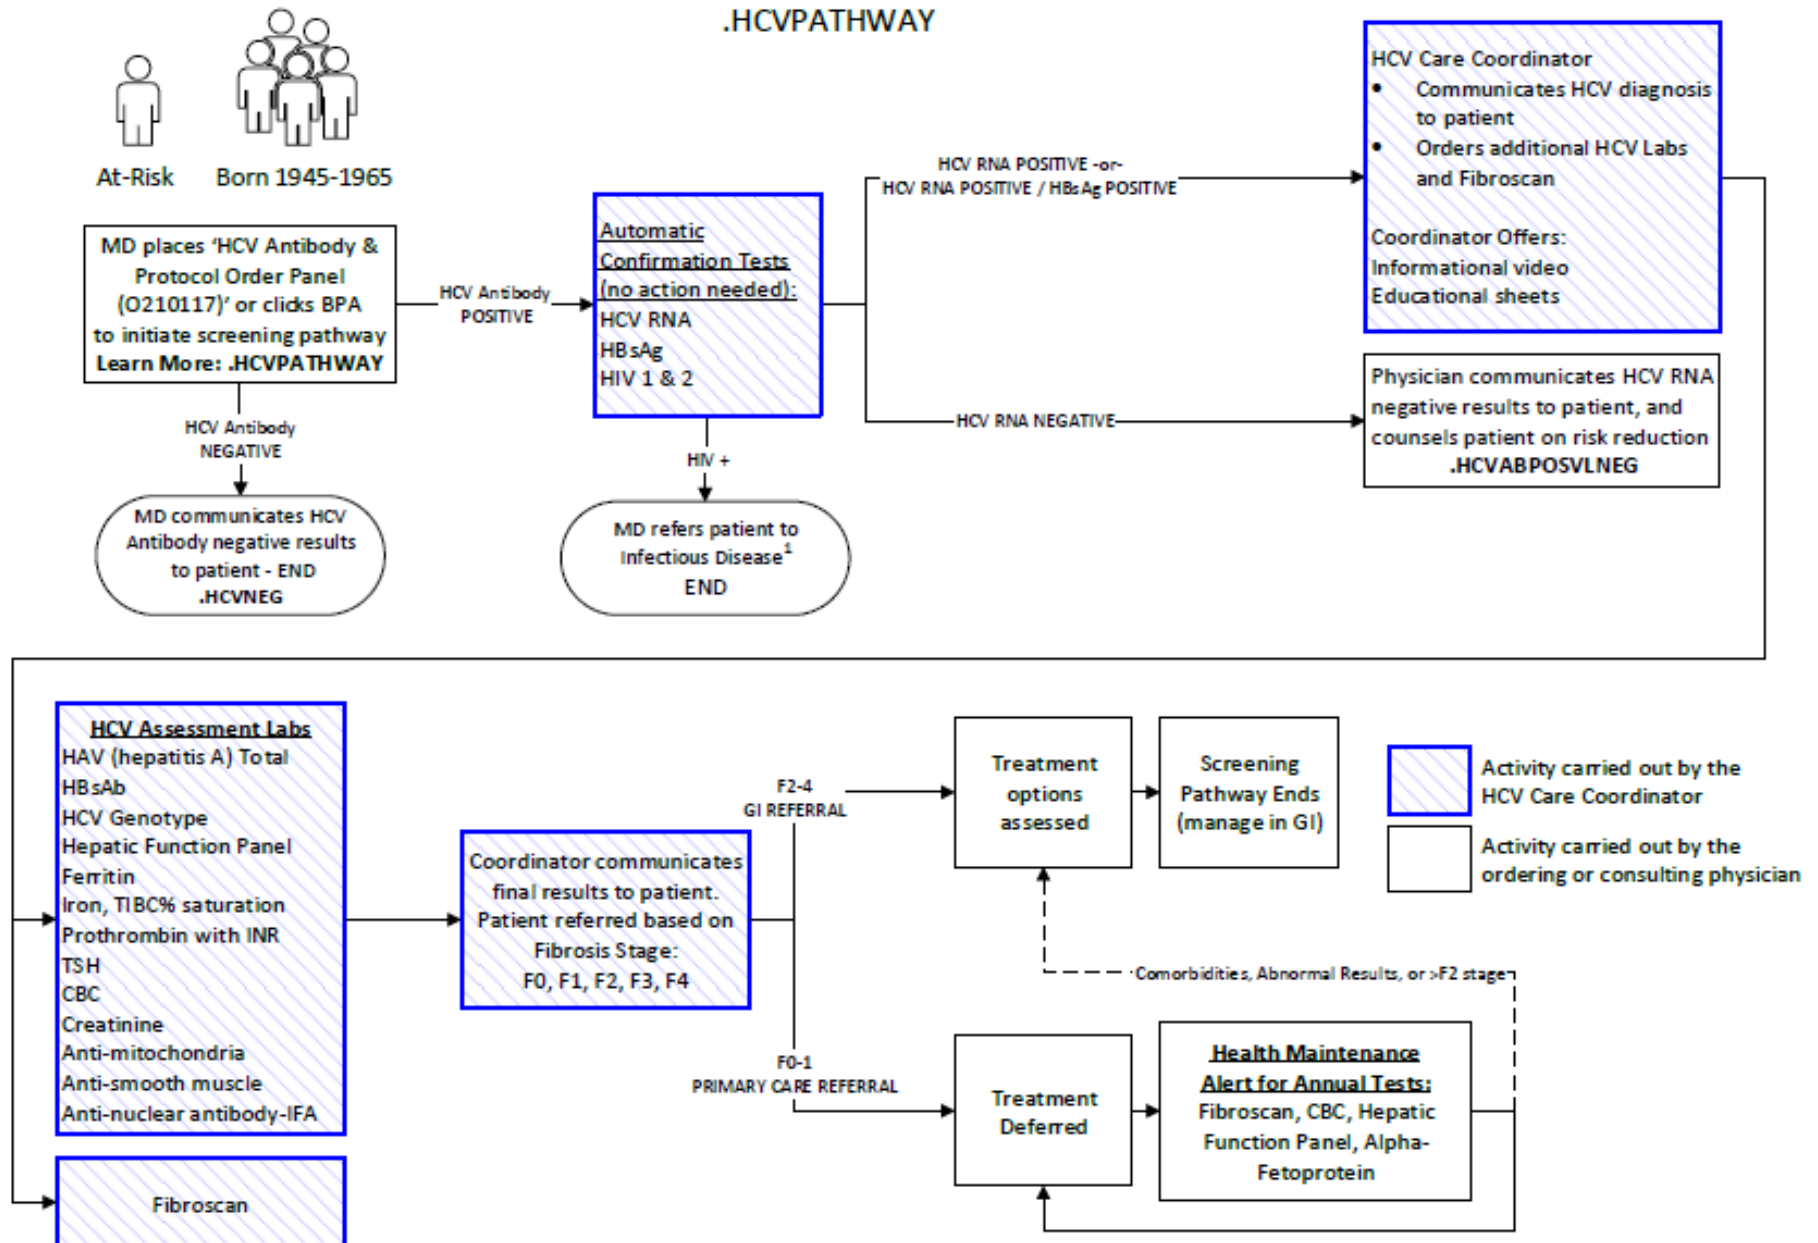 .HCVPATHWAY
At-Risk
Born 1945-1965
MD places ‘HCV Antibody &
Protocol Order Panel
(O210117)’ or clicks BPA
to initiate screening pathway
Learn More: .HCVPATHWAY
HCV Antibody
POSITIVE
HCV Antibody
NEGATIVE
MD communicates HCV
Antibody negative results
to patient - END
.HCVNEG
Automatic
Confirmation Tests
(no action needed):
HCV RNA
HBsAg
HIV 1 & 2
HIV +
MD refers patient to
Infectious Disease1
END
HCV RNA POSITIVE -or-
HCV RNA POSITIVE / HBsAg POSITIVE
HCV RNA NEGATIVE
HCV Care Coordinator
• Communicates HCV diagnosis
to patient
• Orders additional HCV Labs
and Fibroscan
Coordinator Offers:
Informational video
Educational sheets
Physician communicates HCV RNA
negative results to patient, and
counsels patient on risk reduction
.HCVABPOSVLNEG
HCV Assessment Labs
HAV (hepatitis A) Total
HBsAb
HCV Genotype
Hepatic Function Panel
Ferritin
Iron, TIBC% saturation
Prothrombin with INR
TSH
CBC
Creatinine
Anti-mitochondria
Anti-smooth muscle
Anti-nuclear antibody-IFA
Fibroscan
Coordinator communicates
final results to patient.
Patient referred based on
Fibrosis Stage:
F0, F1, F2, F3, F4
F2-4
GI REFERRAL
F0-1
PRIMARY CARE REFERRAL
Treatment
options
assessed
Screening
Pathway Ends
(manage in GI)
Comorbidities, Abnormal Results, or >F2 stage
Treatment
Deferred
Health Maintenance
Alert for Annual Tests:
Fibroscan, CBC, Hepatic
Function Panel, Alpha-
Fetoprotein
Activity carried out by the
HCV Care Coordinator
Activity carried out by the
ordering or consulting physician